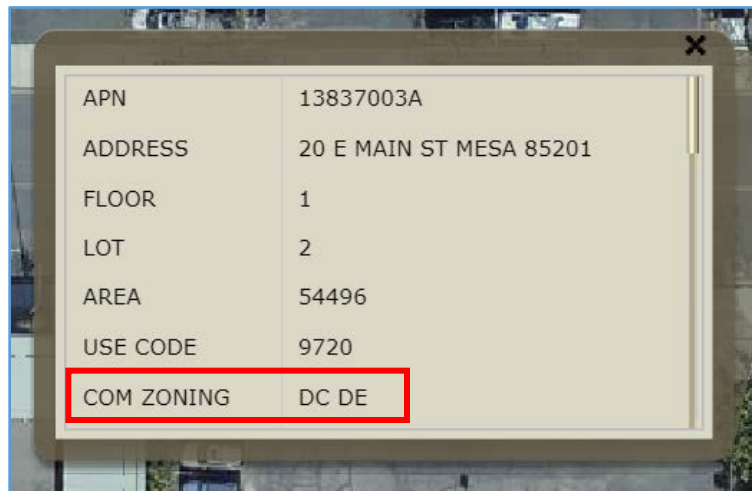 APN 13837003A
ADDRESS 20 E MAIN ST MESA 85201
FLOOR 1
LOT 2
AREA 54496
USE CODE 9720
COM ZONING DC DE